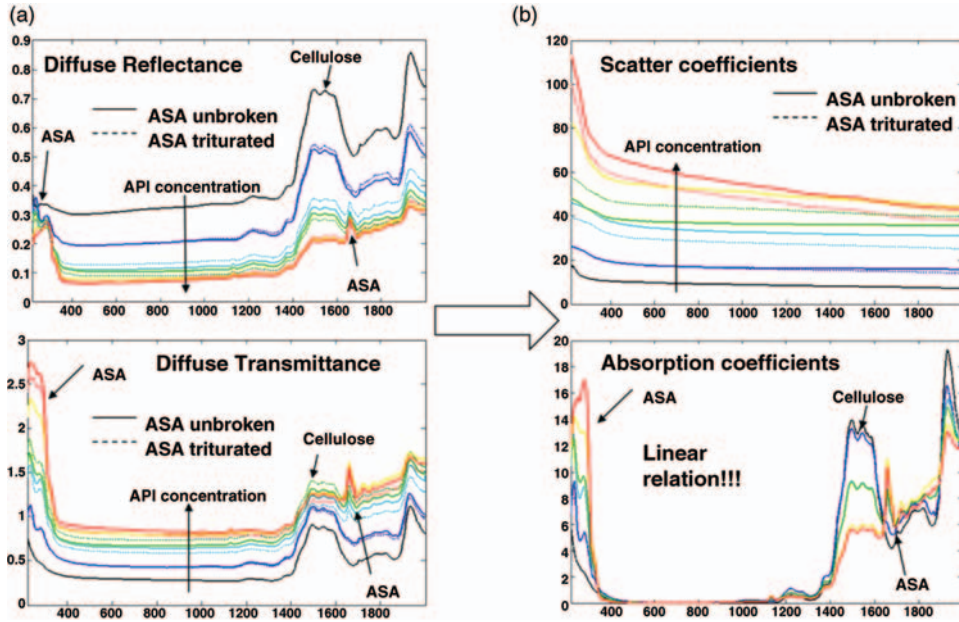 (a)
Diffuse Reflectance
Cellulose
ASA unbroken
ASA
ASA triturated
API concentration
ASA
0.9
0.8
0.7
0.6
0.5
0.4
0.3
0.2
0.1
0
400 600 800 1000 1200 1400 1600 1800
Diffuse Transmittance
ASA
ASA unbroken
ASA triturated
Cellulose
API concentration
ASA
3
2.5
2
1.5
1
0.5
0
400 600 800 1000 1200 1400 1600 1800
(b)
Scatter coefficients
ASA unbroken
ASA triturated
API concentration
120
100
80
60
40
20
0
400 600 800 1000 1200 1400 1600 1800
Absorption coefficients
ASA
Cellulose
Linear
relation!!!
ASA
20
18
16
14
12
10
8
6
4
2
0
400 600 800 1000 1200 1400 1600 1800